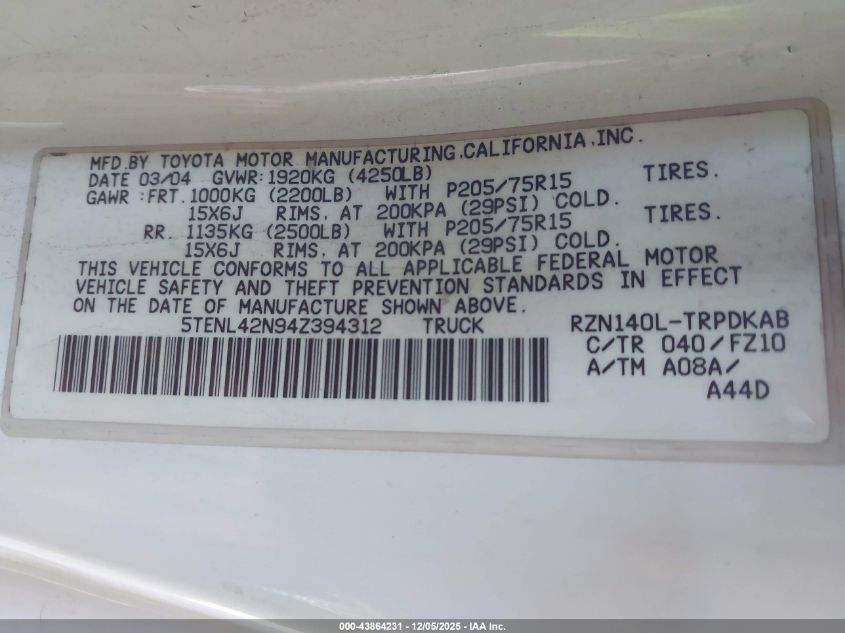 MFD.BY TOYOTA MOTOR MANUFACTURING.CALIFORNIA.INC.
DATE 03/04 GVWR:1920KG (4250LB)
GAWR :FRT.1000KG (2200LB) WITH P205/75R15 TIRES.
15X6J RIMS, AT 200KPA (29PSI) COLD.
RR. 1135KG (2500LB) WITH P205/75R15 TIRES.
15X6J RIMS, AT 200KPA (29PSI) COLD.
THIS VEHICLE CONFORMS TO ALL APPLICABLE FEDERAL MOTOR
VEHICLE SAFETY AND THEFT PREVENTION STANDARDS IN EFFECT
ON THE DATE OF MANUFACTURE SHOWN ABOVE.
5TENL42N94Z394312 TRUCK RZN140L-TRPDKAB
C/TR 040/FZ10
A/TM A08A/
A44D
000-43864231 - 12/05/2025 - IAA Inc.